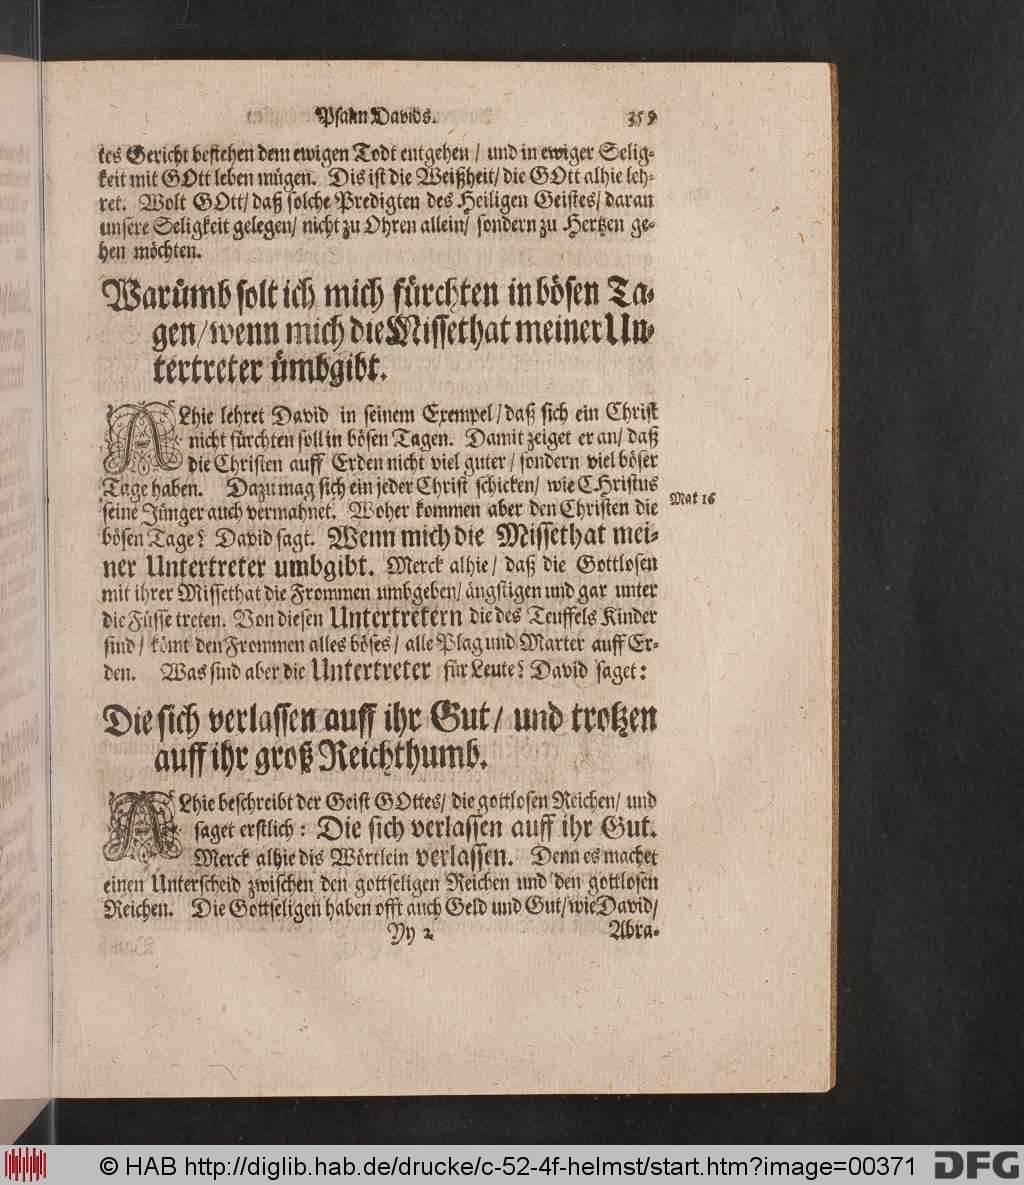 Psalm Davids. 359
tes Gericht bestehen dem ewigen Todt entgehen / und in ewiger Selig-
keit mit GOtt leben mügen. Dis ist die Weißheit/ die GOtt alhie leh-
ret. Wolt GOtt/ daß solche Predigten des Heiligen Geistes/ daran
unsere Seligkeit gelegen/ nicht zu Ohren allein/ sondern zu Hertzen ge-
hen möchten.
Warümb solt ich mich fürchten in bösen Ta-
gen/ wenn mich die Missethat meiner Un-
tertreter ümbgibt.
ALhie lehret David in seinem Exempel/ daß sich ein Christ
nicht fürchten soll in bösen Tagen. Damit zeiget er an/ daß
die Christen auff Erden nicht viel guter/ sondern viel böser
Tage haben. Dazu mag sich ein jeder Christ schicken/ wie CHristus
seine Jünger auch vermahnet. Woher kommen aber den Christen die
Mat 16
bösen Tage? David sagt. Wenn mich die Missethat mei-
ner Untertreter umbgibt. Merck alhie/ daß die Gottlosen
mit ihrer Missethat die Frommen umbgeben/ ängstigen und gar unter
die Füsse treten. Von diesen Untertretern die des Teuffels Kinder
sind/ kömt den Frommen alles böses/ alle Plag und Marter auff Er-
den. Was sind aber die Untertreter für Leute? David saget:
Die sich verlassen auff ihr Gut/ und trotzen
auff ihr groß Reichthumb.
ALhie beschreibt der Geist GOttes/ die gottlosen Reichen/ und
saget erstlich: Die sich verlassen auff ihr Gut.
Merck alhie dis Wörtlein verlassen. Denn es machet
einen Unterscheid zwischen den gottseligen Reichen und den gottlosen
Reichen. Die Gottseligen haben offt auch Geld und Gut/ wie David/
Yy 2 Abra-
© HAB http://diglib.hab.de/drucke/c-52-4f-helmst/start.htm?image=00371 DFG